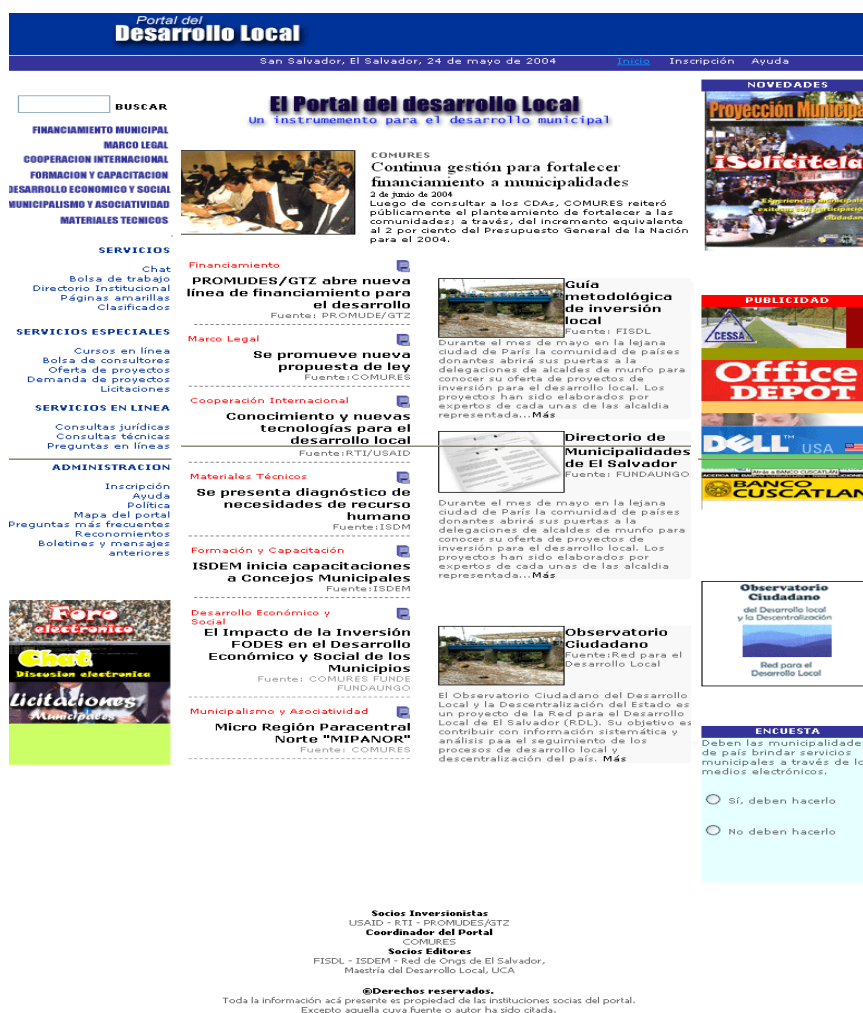 Portal del
Desarrollo Local
San Salvador, El Salvador, 24 de mayo de 2004
Inicio
Inscripción
Ayuda
BUSCAR
FINANCIAMIENTO MUNICIPAL
MARCO LEGAL
COOPERACION INTERNACIONAL
FORMACION Y CAPACITACION
DESARROLLO ECONOMICO Y SOCIAL
MUNICIPALISMO Y ASOCIATIVIDAD
MATERIALES TECNICOS
SERVICIOS
Chat
Bolsa de trabajo
Directorio Institucional
Páginas amarillas
Clasificados
SERVICIOS ESPECIALES
Cursos en línea
Bolsa de consultores
Oferta de proyectos
Demanda de proyectos
Licitaciones
SERVICIOS EN LINEA
Consultas jurídicas
Consultas técnicas
Preguntas en líneas
ADMINISTRACION
Inscripción
Ayuda
Política
Mapa del portal
Preguntas más frecuentes
Reconomientos
Boletines y mensajes
anteriores
Foro
electronico
Chat
Discusion electronica
Licitaciones
Municipales
El Portal del desarrollo Local
Un instrumemento para el desarrollo municipal
COMURES
Continua gestión para fortalecer
financiamiento a municipalidades
2 de junio de 2004
Luego de consultar a los CDAs, COMURES reiteró
públicamente el planteamiento de fortalecer a las
comunidades; a través, del incremento equivalente
al 2 por ciento del Presupuesto General de la Nación
para el 2004.
Financiamiento
PROMUDES/GTZ abre nueva
línea de financiamiento para
el desarrollo
Fuente: PROMUDE/GTZ
Marco Legal
Se promueve nueva
propuesta de ley
Fuente:COMURES
Cooperación Internacional
Conocimiento y nuevas
tecnologías para el
desarrollo local
Fuente:RTI/USAID
Materiales Técnicos
Se presenta diagnóstico de
necesidades de recurso
humano
Fuente:ISDM
Formación y Capacitación
ISDEM inicia capacitaciones
a Concejos Municipales
Fuente:ISDEM
Desarrollo Económico y
Social
El Impacto de la Inversión
FODES en el Desarrollo
Económico y Social de los
Municipios
Fuente: COMURES FUNDE
FUNDAUNGO
Municipalismo y Asociatividad
Micro Región Paracentral
Norte "MIPANOR"
Fuente: COMURES
Guía
metodológica
de inversión
local
Fuente: FISDL
Durante el mes de mayo en la lejana
ciudad de París la comunidad de países
donantes abrirá sus puertas a la
delegaciones de alcaldes de munfo para
conocer su oferta de proyectos de
inversión para el desarrollo local. Los
proyectos han sido elaborados por
expertos de cada unas de las alcaldia
representada...Más
Directorio de
Municipalidades
de El Salvador
Fuente: FUNDAUNGO
Durante el mes de mayo en la lejana
ciudad de París la comunidad de países
donantes abrirá sus puertas a la
delegaciones de alcaldes de munfo para
conocer su oferta de proyectos de
inversión para el desarrollo local. Los
proyectos han sido elaborados por
expertos de cada unas de las alcaldia
representada...Más
Observatorio
Ciudadano
Fuente:Red para el
Desarrollo Local
El Observatorio Ciudadano del Desarrollo
Local y la Descentralización del Estado es
un proyecto de la Red para el Desarrollo
Local de El Salvador (RDL). Su objetivo es
contribuir con información sistemática y
análisis paa el seguimiento de los
procesos de desarrollo local y
descentralización del país. Más
NOVEDADES
Proyección Municipa
¡Solicitela
Experiencias municipales
exitosas con participació
ciudadan
PUBLICIDAD
CESSA
Office
DEPOT
DELL USA
Atrás a BANCO CUSCATLAN
BANCO
CUSCATLAN
Observatorio
Ciudadano
del Desarrollo local
y la Descentralización
Red para el
Desarrollo Local
ENCUESTA
Deben las municipalidade
de país brindar servicios
municipales a través de lo
medios electrónicos.
Sí, deben hacerlo
No deben hacerlo
Socios Inversionistas
USAID - RTI - PROMUDES/GTZ
Coordinador del Portal
COMURES
Socios Editores
FISDL - ISDEM - Red de Ongs de El Salvador,
Maestría del Desarrollo Local, UCA
®Derechos reservados.
Toda la información acá presente es propiedad de las instituciones socias del portal.
Excepto aquella cuya fuente o autor ha sido citada.